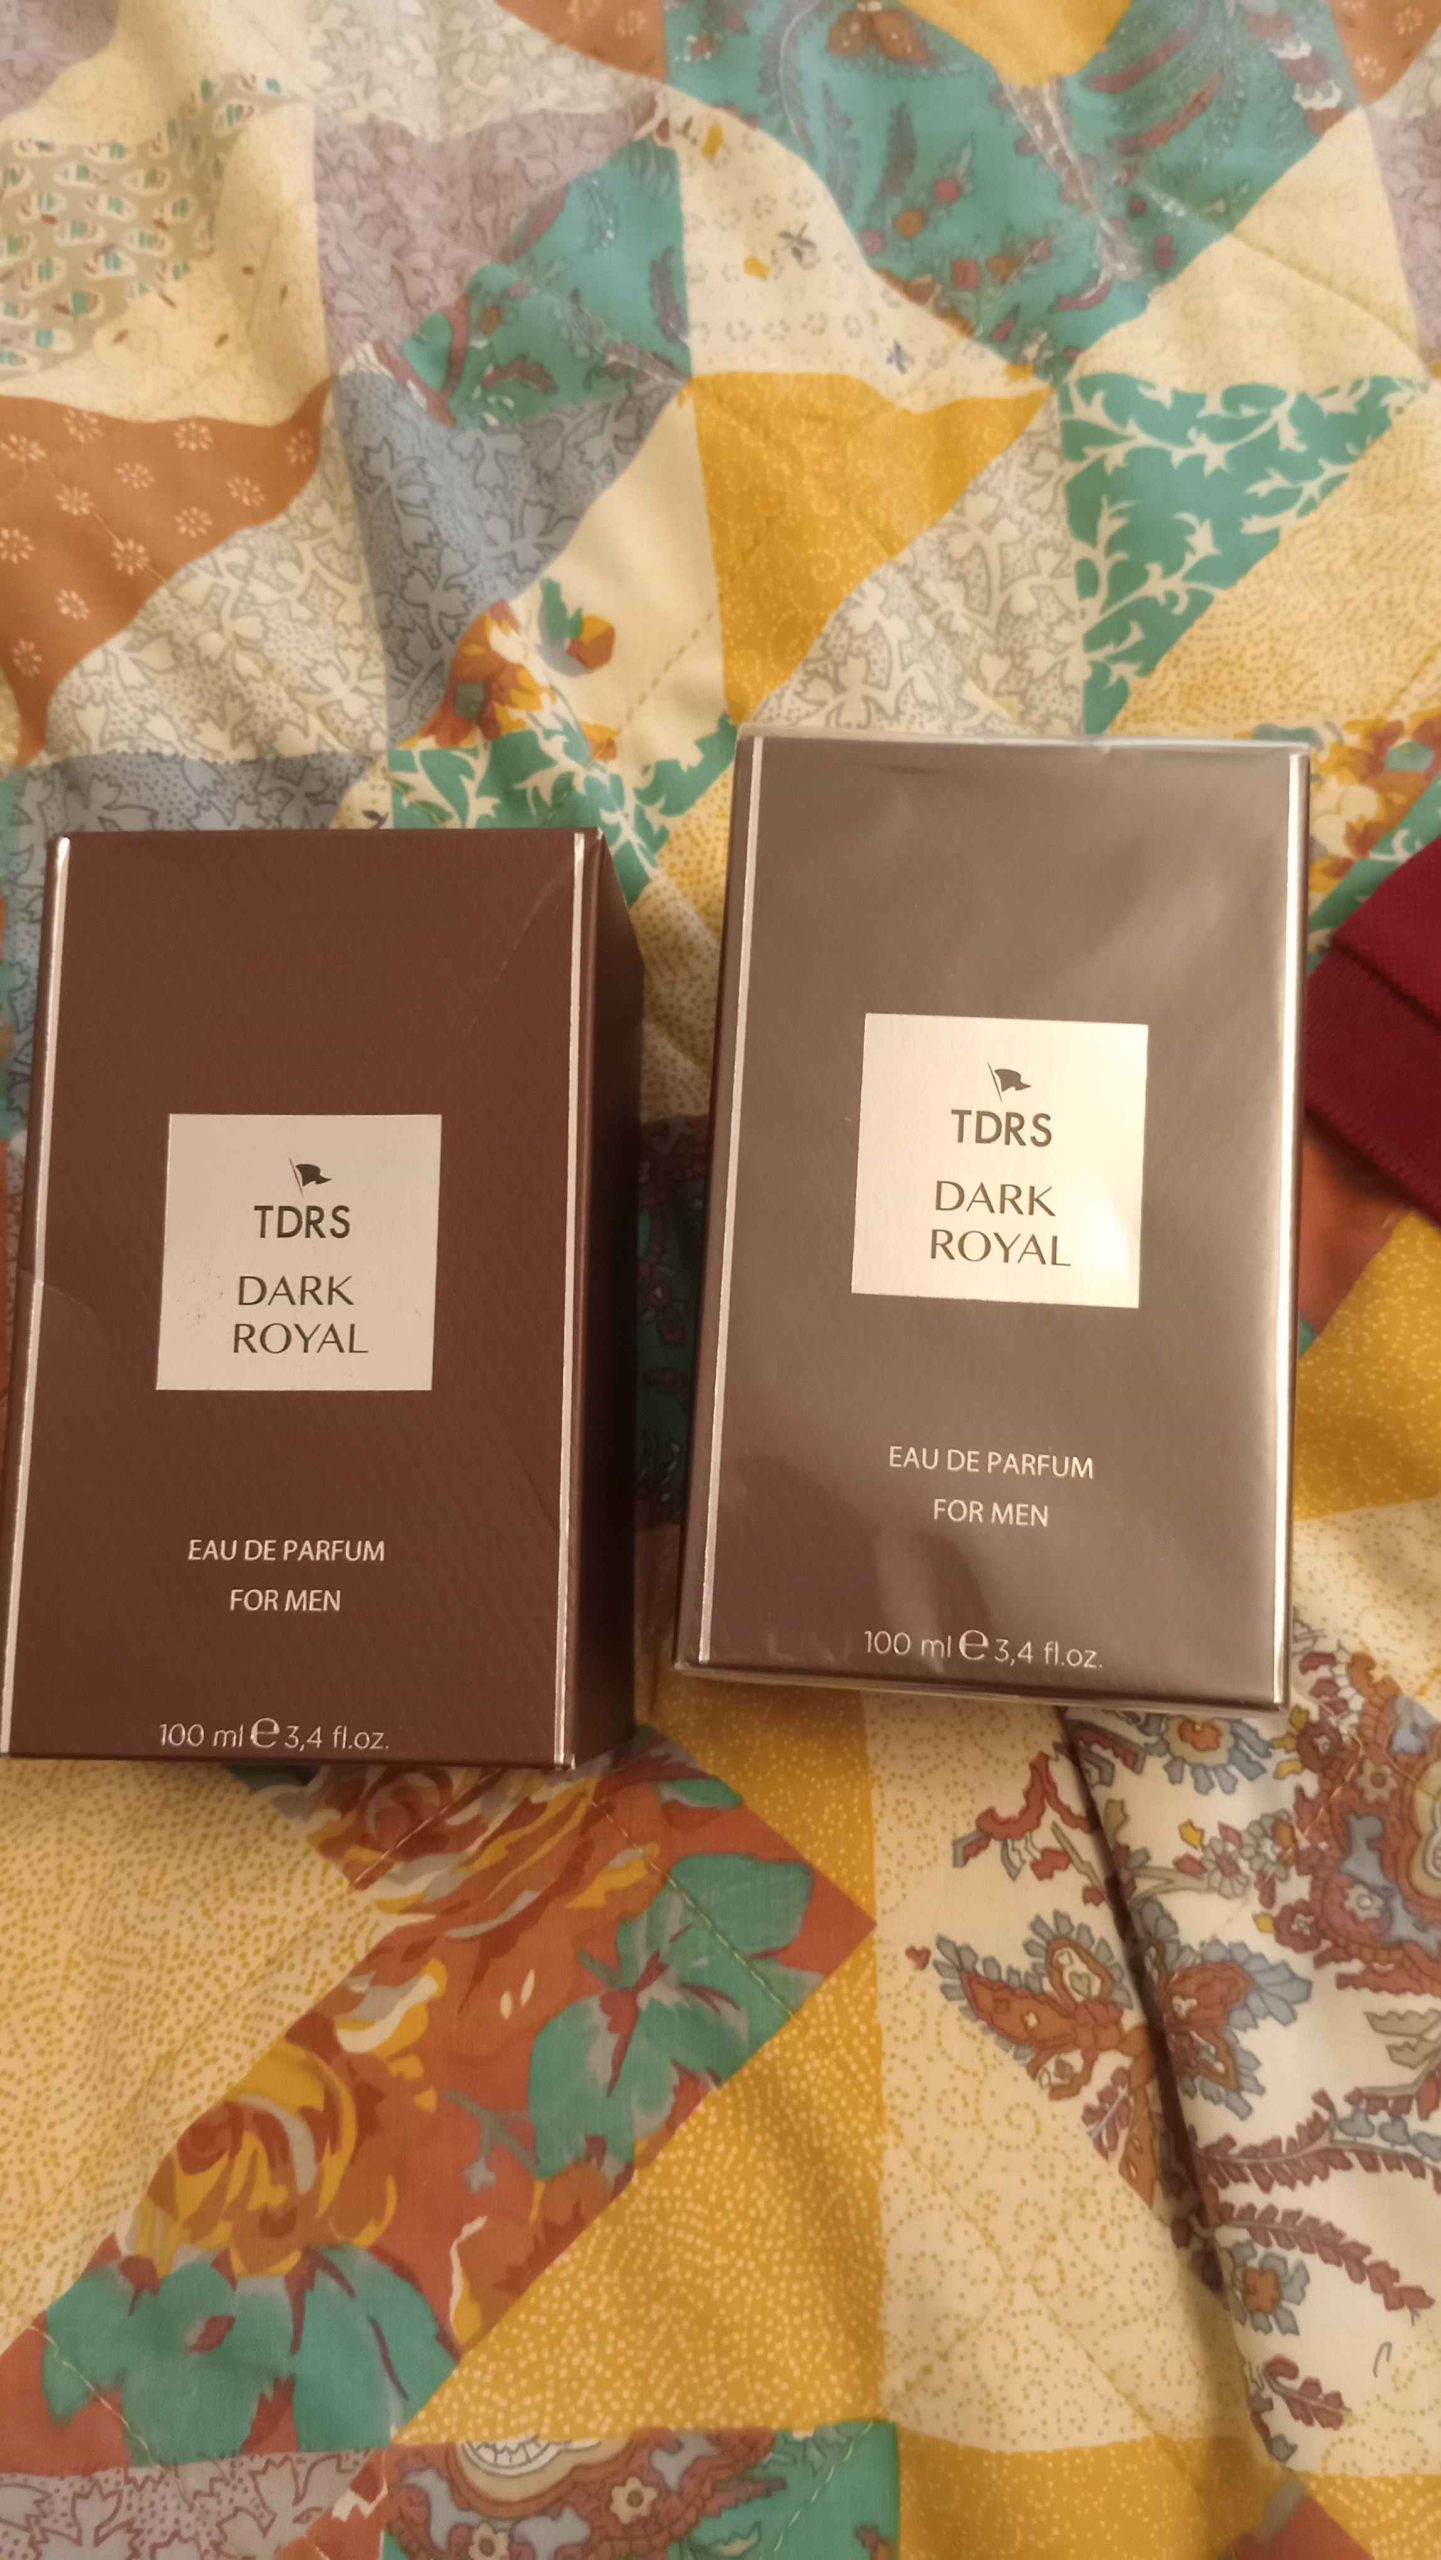 TDRS
DARK
ROYAL
EAU DE PARFUM
FOR MEN
100 ml e 3,4 fl.oz.
TDRS
DARK
ROYAL
EAU DE PARFUM
FOR MEN
100 ml e 3,4 fl.oz.